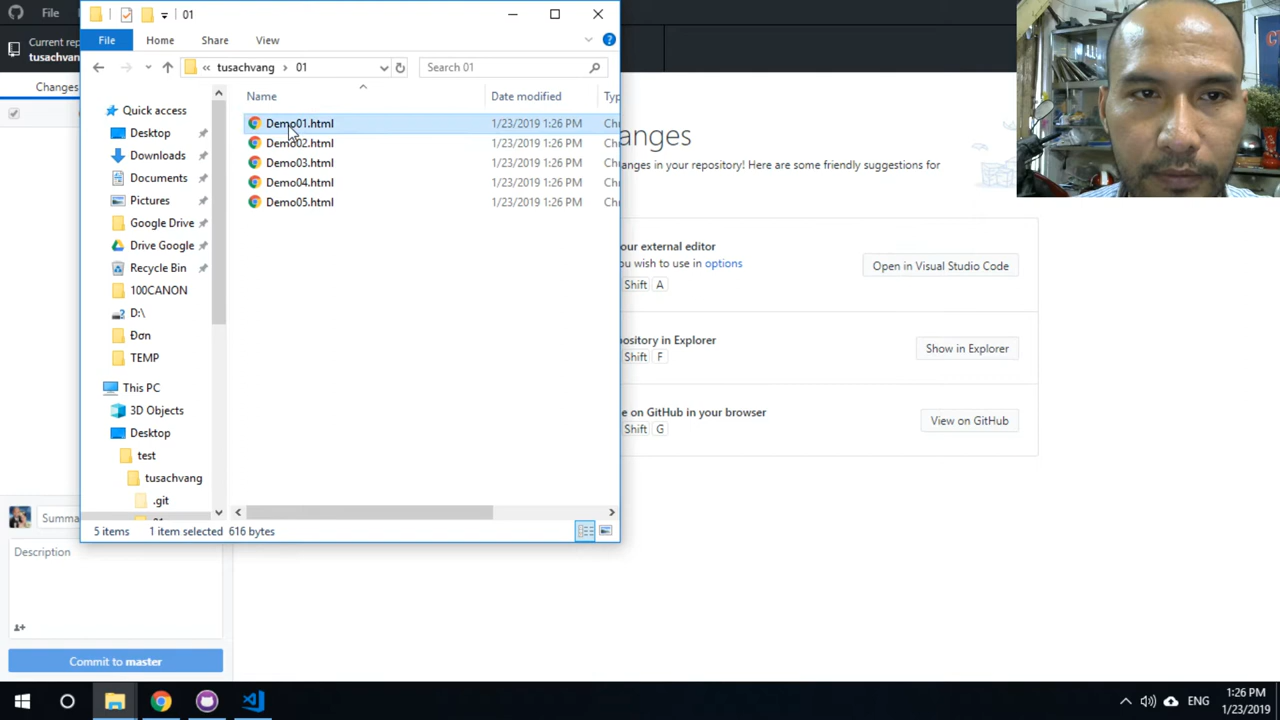 File
01
Current rep
tusachvang
File
Home
Share
View
tusachvang
01
Search 01
Changes
Quick access
Desktop
Downloads
Documents
Pictures
Google Drive
Drive Google
Recycle Bin
100CANON
D:\
Đơn
TEMP
This PC
3D Objects
Desktop
test
tusachvang
.git
Name
Date modified
Typ
Demo01.html 1/23/2019 1:26 PM Chr
Demo02.html 1/23/2019 1:26 PM Chr
Demo03.html 1/23/2019 1:26 PM Chr
Demo04.html 1/23/2019 1:26 PM Chr
Demo05.html 1/23/2019 1:26 PM Chr
5 items 1 item selected 616 bytes
anges
anges in your repository! Here are some friendly suggestions for
our external editor
ou wish to use in options
Shift A
Open in Visual Studio Code
pository in Explorer
Shift F
Show in Explorer
e on GitHub in your browser
Shift G
View on GitHub
Summa
Description
Commit to master
ENG
1:26 PM
1/23/2019